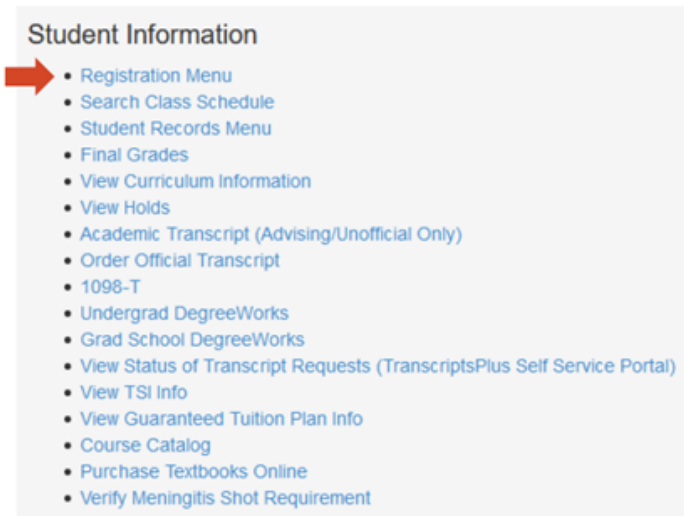 Student Information
Registration Menu
Search Class Schedule
Student Records Menu
Final Grades
View Curriculum Information
View Holds
Academic Transcript (Advising/Unofficial Only)
Order Official Transcript
1098-T
Undergrad DegreeWorks
Grad School DegreeWorks
View Status of Transcript Requests (TranscriptsPlus Self Service Portal)
View TSI Info
View Guaranteed Tuition Plan Info
Course Catalog
Purchase Textbooks Online
Verify Meningitis Shot Requirement